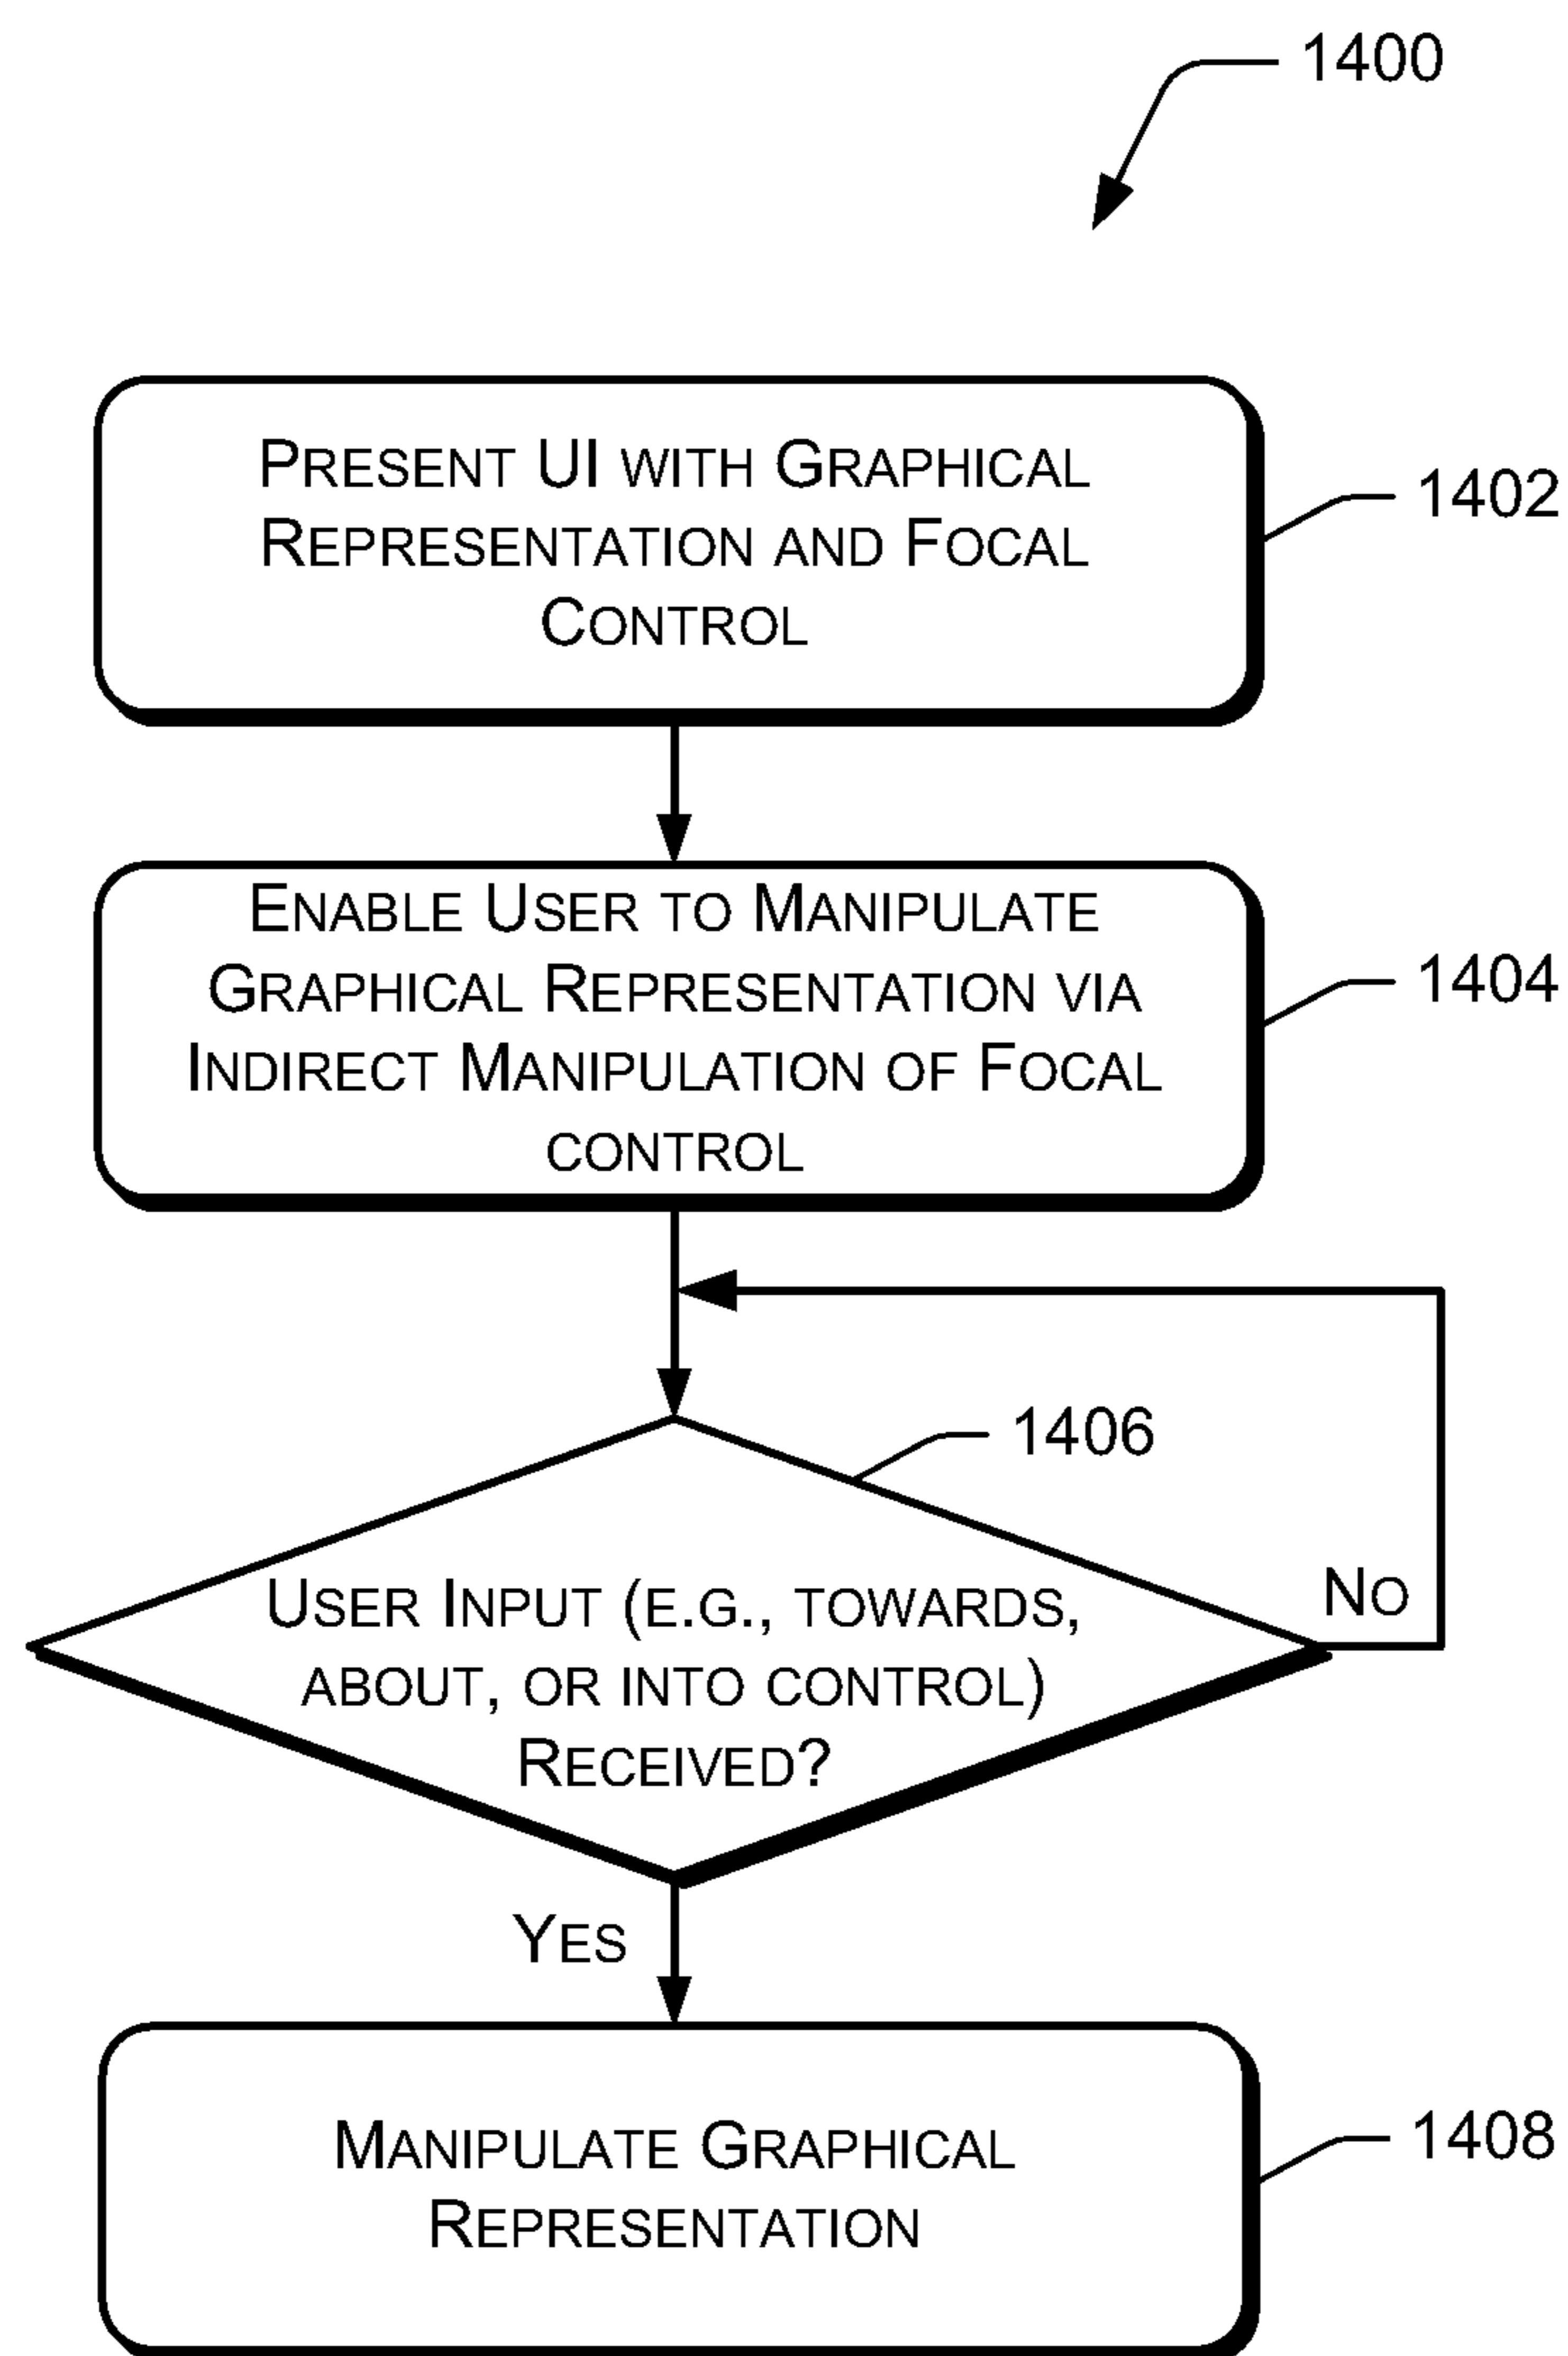 1400
Present UI with Graphical
Representation and Focal
Control
1402
Enable User to Manipulate
Graphical Representation via
Indirect Manipulation of Focal
control
1404
1406
User Input (e.g., towards,
about, or into control)
Received?
No
Yes
Manipulate Graphical
Representation
1408